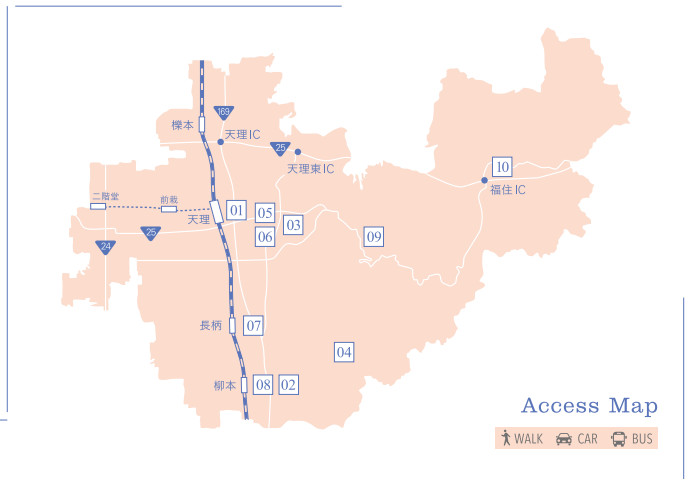 169
櫟本
天理IC
25
天理東IC
10
福住IC
二階堂
前栽
天理
01
05
03
06
09
25
24
長柄
07
04
柳本
08
02
Access Map
WALK CAR BUS